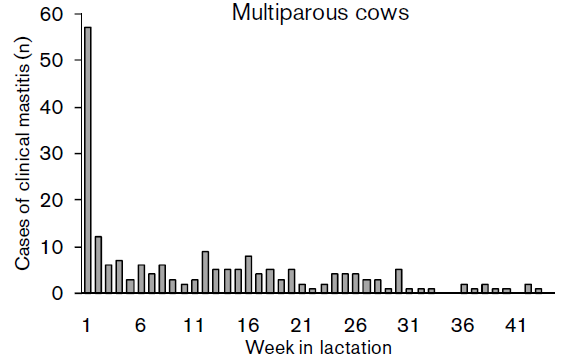 Multiparous cows
Cases of clinical mastitis (n)
60
50
40
30
20
10
0
1 6 11 16 21 26 31 36 41
Week in lactation